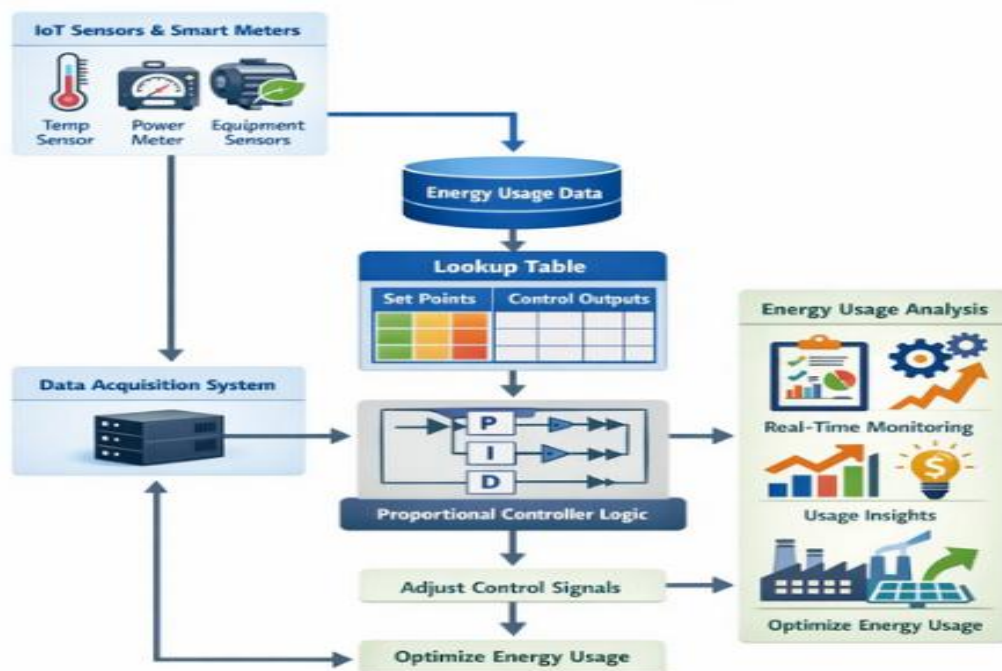 IoT Sensors & Smart Meters
Temp
Sensor
Power
Meter
Equipment
Sensors
Energy Usage Data
Lookup Table
Set Points
Control Outputs
Data Acquisition System
P
I
D
Proportional Controller Logic
Adjust Control Signals
Optimize Energy Usage
Energy Usage Analysis
Real-Time Monitoring
$
Usage Insights
Optimize Energy Usage